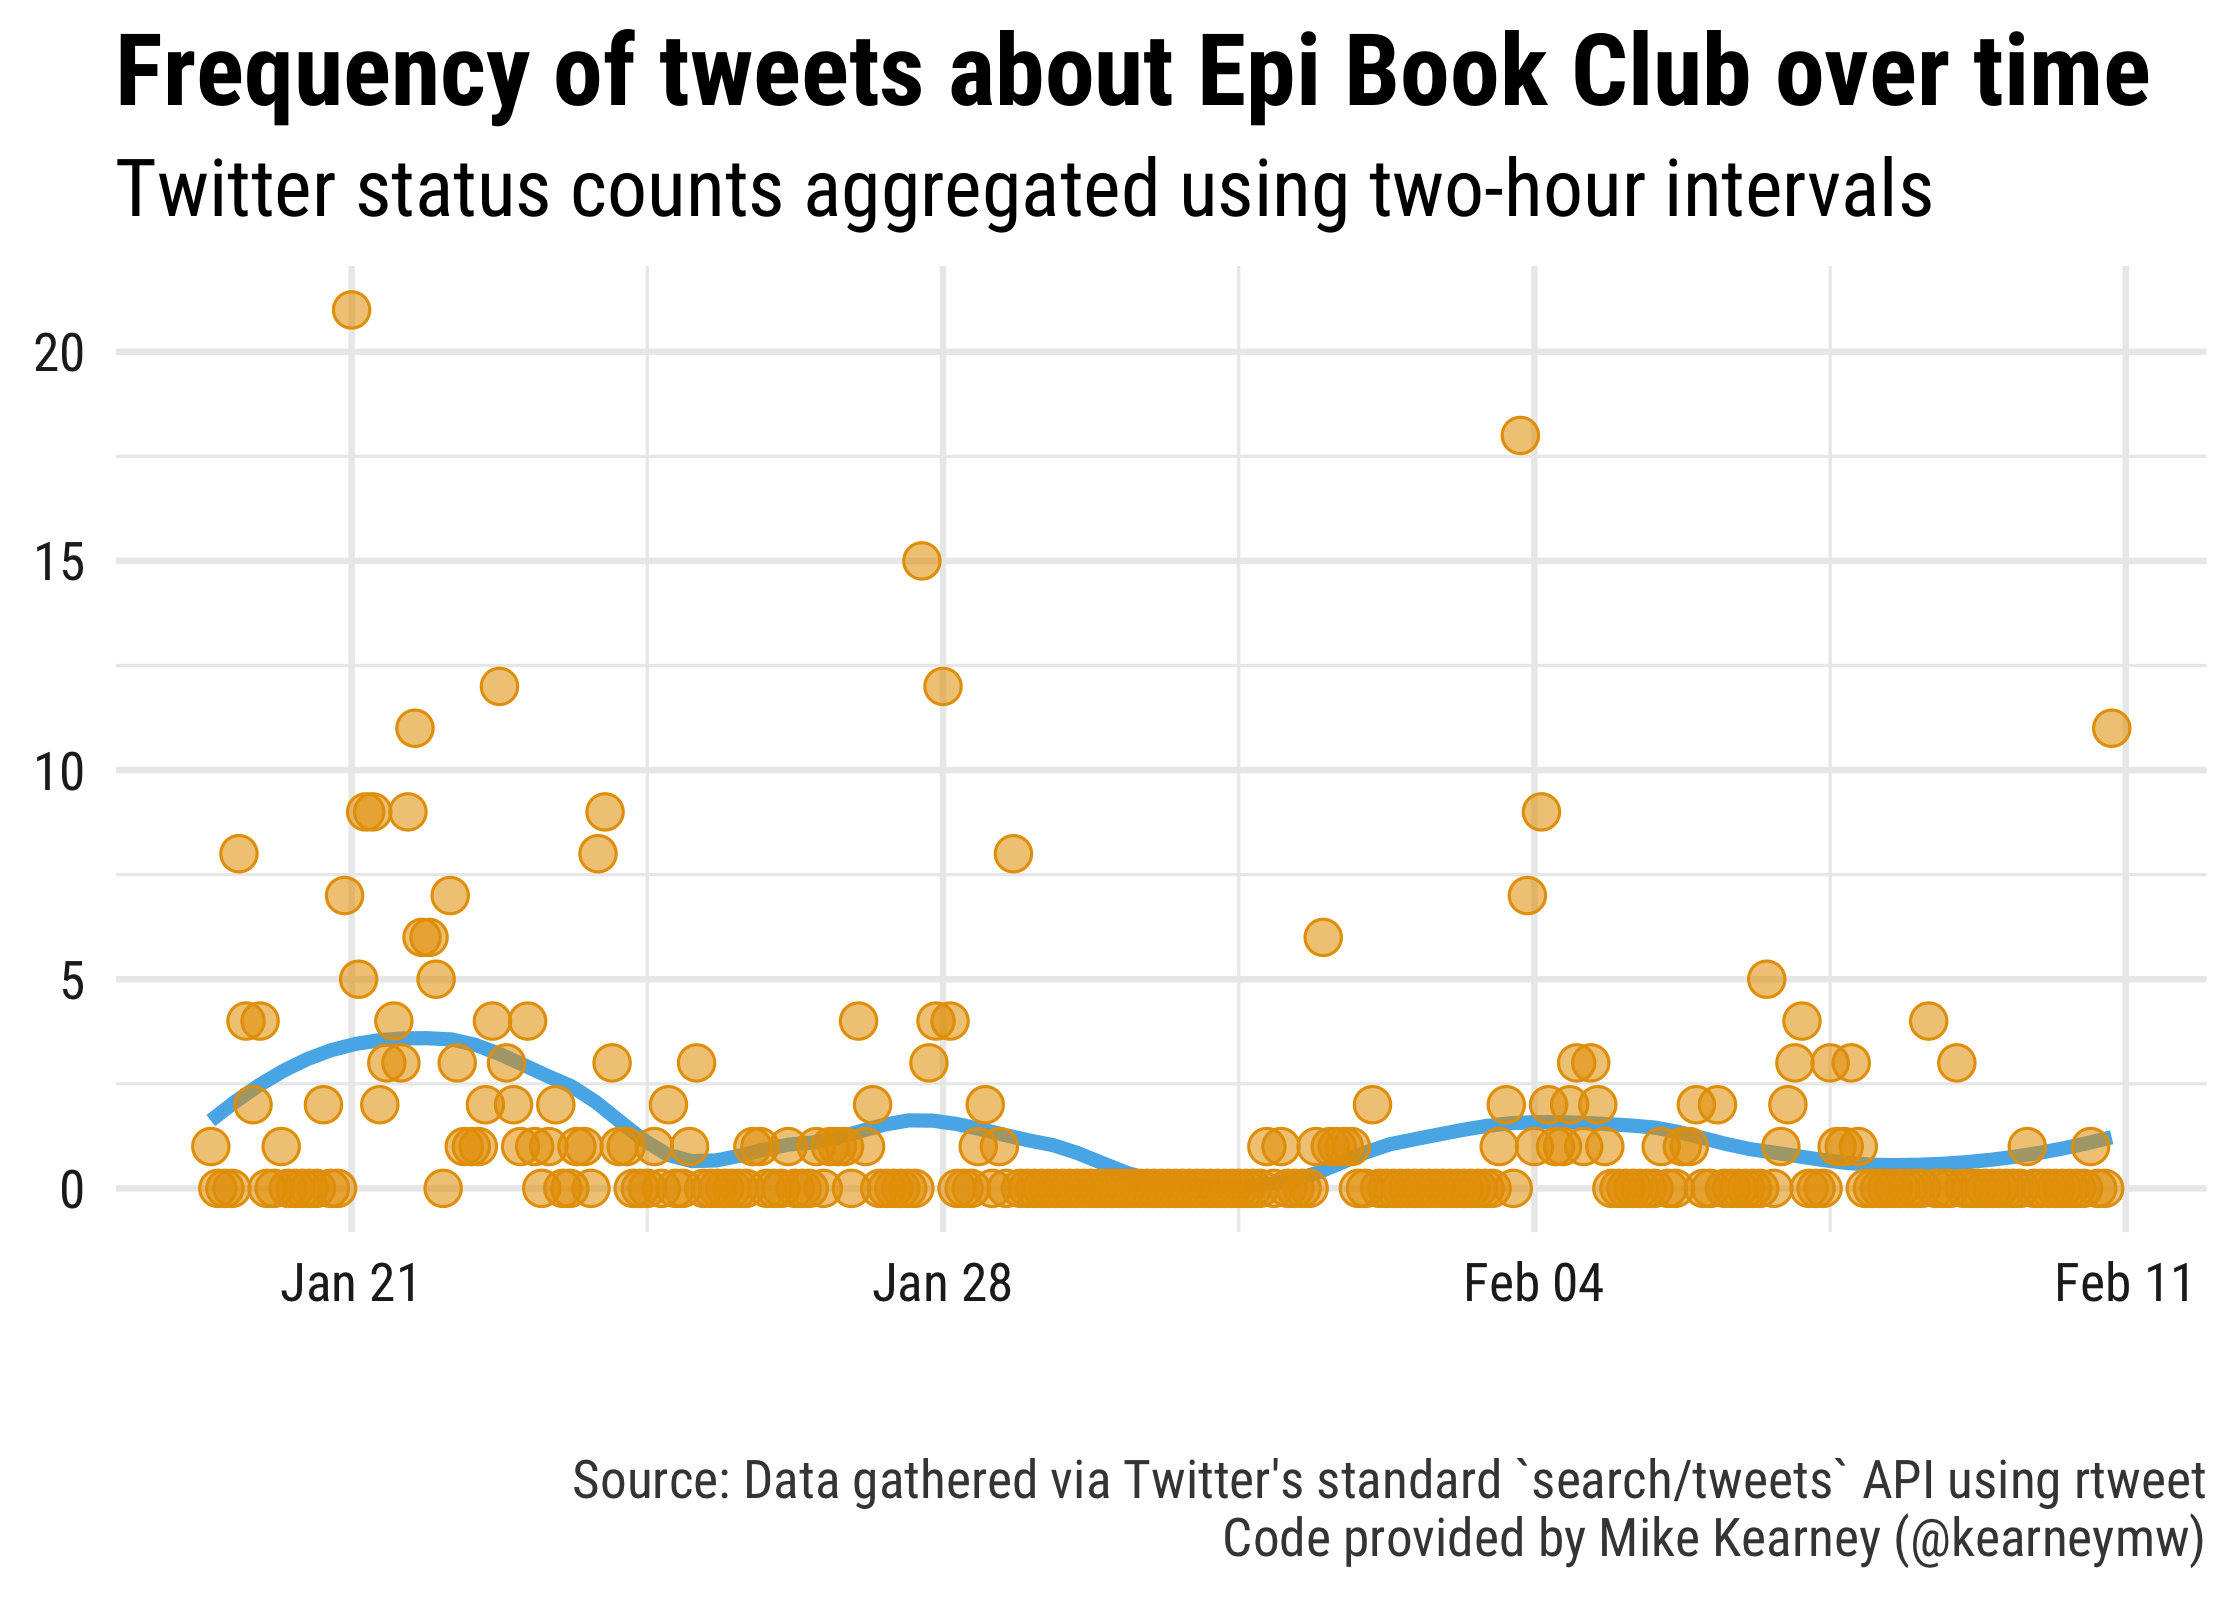 Frequency of tweets about Epi Book Club over time
Twitter status counts aggregated using two-hour intervals
20
15
10
5
0
Jan 21 Jan 28 Feb 04 Feb 11
Source: Data gathered via Twitter's standard `search/tweets` API using rtweet
Code provided by Mike Kearney (@kearneymw)